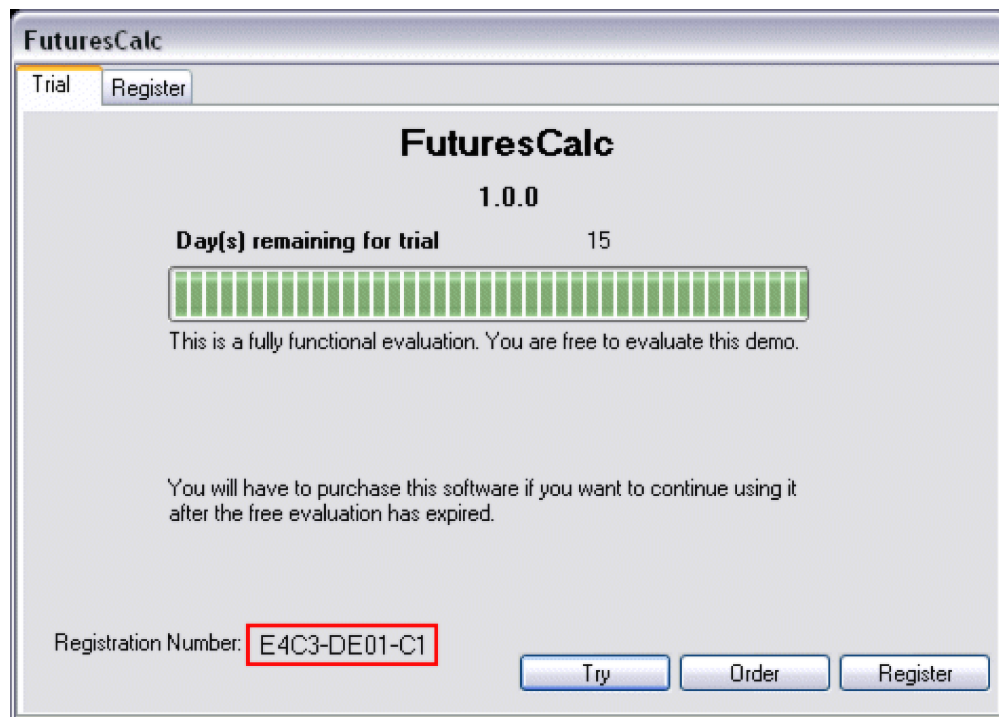 FuturesCalc
Trial
Register
FuturesCalc
1.0.0
Day(s) remaining for trial 15
This is a fully functional evaluation. You are free to evaluate this demo.
You will have to purchase this software if you want to continue using it
after the free evaluation has expired.
Registration Number: E4C3-DE01-C1
Try
Order
Register